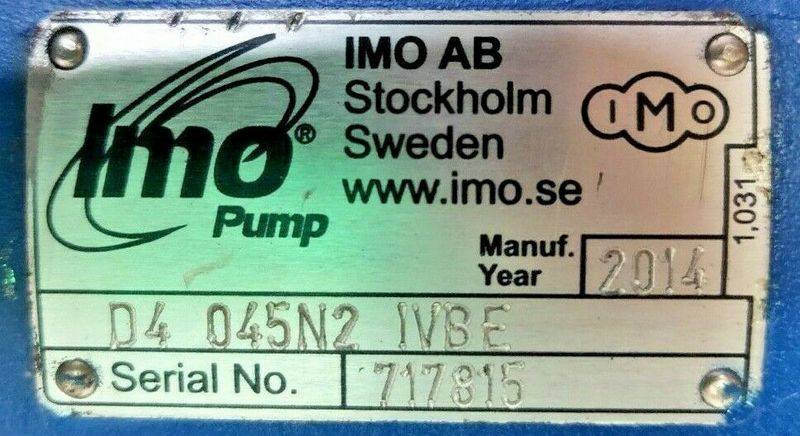 Imo®
Pump
IMO AB
Stockholm
Sweden
www.imo.se
IMO
Manuf. Year 2014
1,031
D4 045N2 IVBE
Serial No. 717815